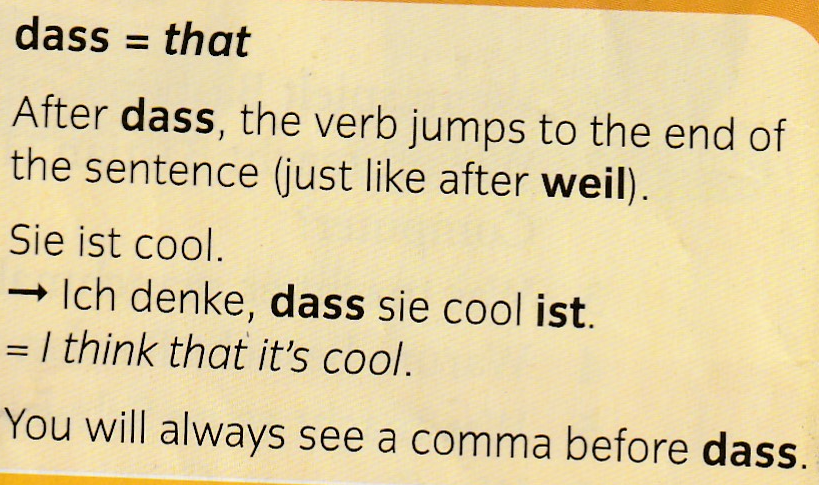 dass = that
After dass, the verb jumps to the end of
the sentence (just like after weil).
Sie ist cool.
→ Ich denke, dass sie cool ist.
= I think that it's cool.
You will always see a comma before dass.